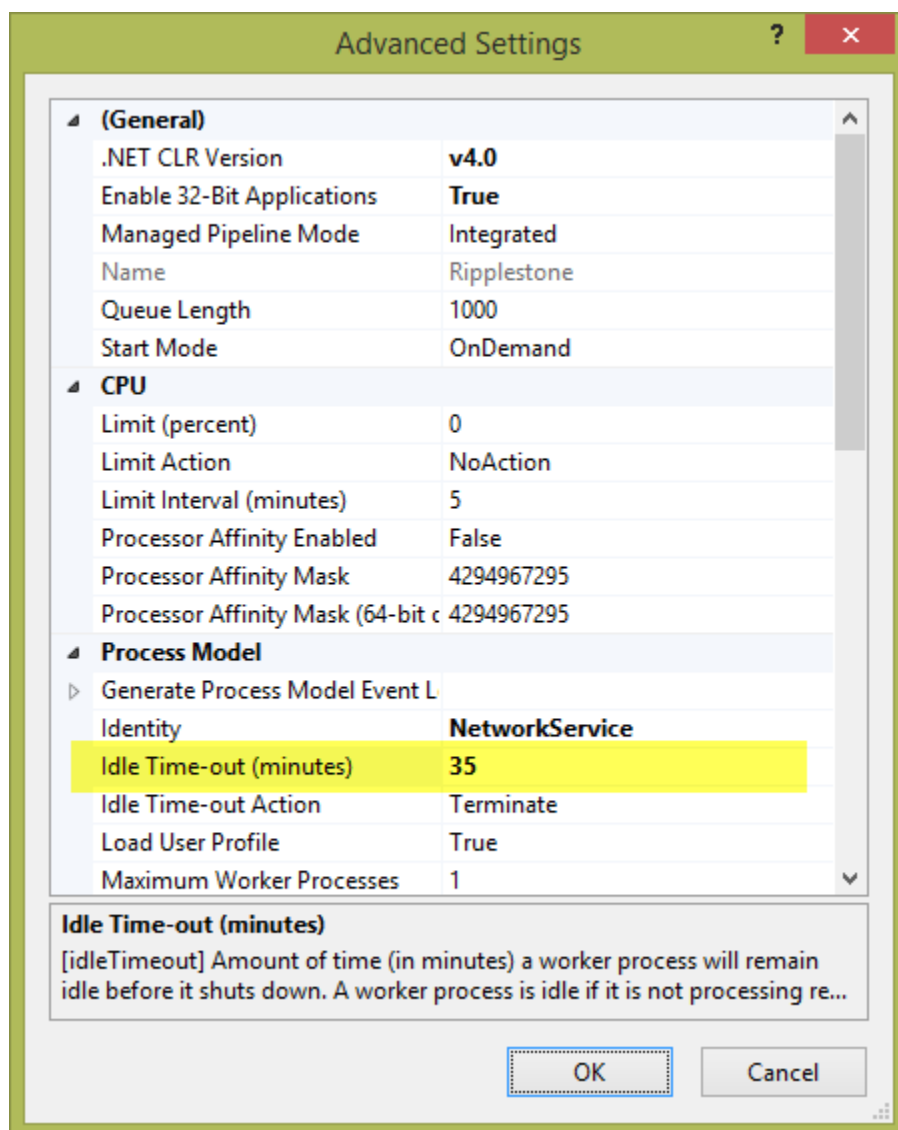 Advanced Settings
?
(General)
.NET CLR Version v4.0
Enable 32-Bit Applications True
Managed Pipeline Mode Integrated
Name Ripplestone
Queue Length 1000
Start Mode OnDemand
CPU
Limit (percent) 0
Limit Action NoAction
Limit Interval (minutes) 5
Processor Affinity Enabled False
Processor Affinity Mask 4294967295
Processor Affinity Mask (64-bit 4294967295
Process Model
Generate Process Model Event
Identity NetworkService
Idle Time-out (minutes) 35
Idle Time-out Action Terminate
Load User Profile True
Maximum Worker Processes 1
Idle Time-out (minutes)
[idleTimeout] Amount of time (in minutes) a worker process will remain
idle before it shuts down. A worker process is idle if it is not processing re...
OK Cancel